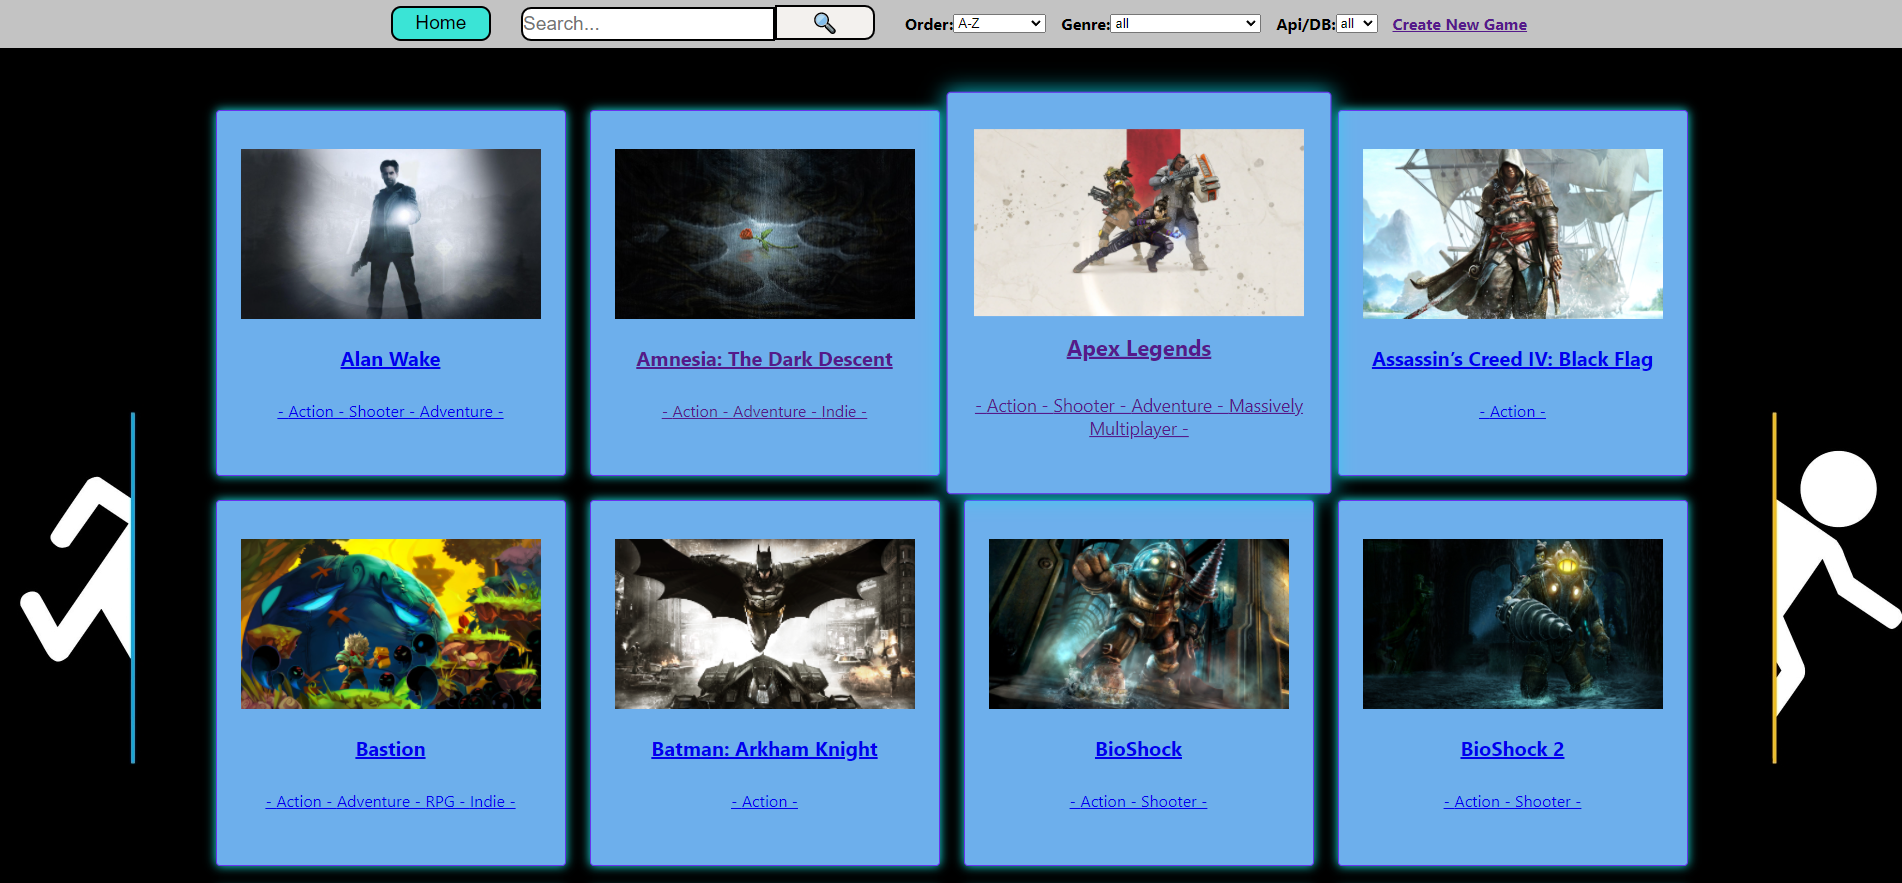 Home
Search...
Order: A-Z
Genre: all
Api/DB: all
Create New Game
Alan Wake
- Action - Shooter - Adventure -
Amnesia: The Dark Descent
- Action - Adventure - Indie -
Apex Legends
- Action - Shooter - Adventure - Massively
Multiplayer -
Assassin’s Creed IV: Black Flag
- Action -
Bastion
- Action - Adventure - RPG - Indie -
Batman: Arkham Knight
- Action -
BioShock
- Action - Shooter -
BioShock 2
- Action - Shooter -